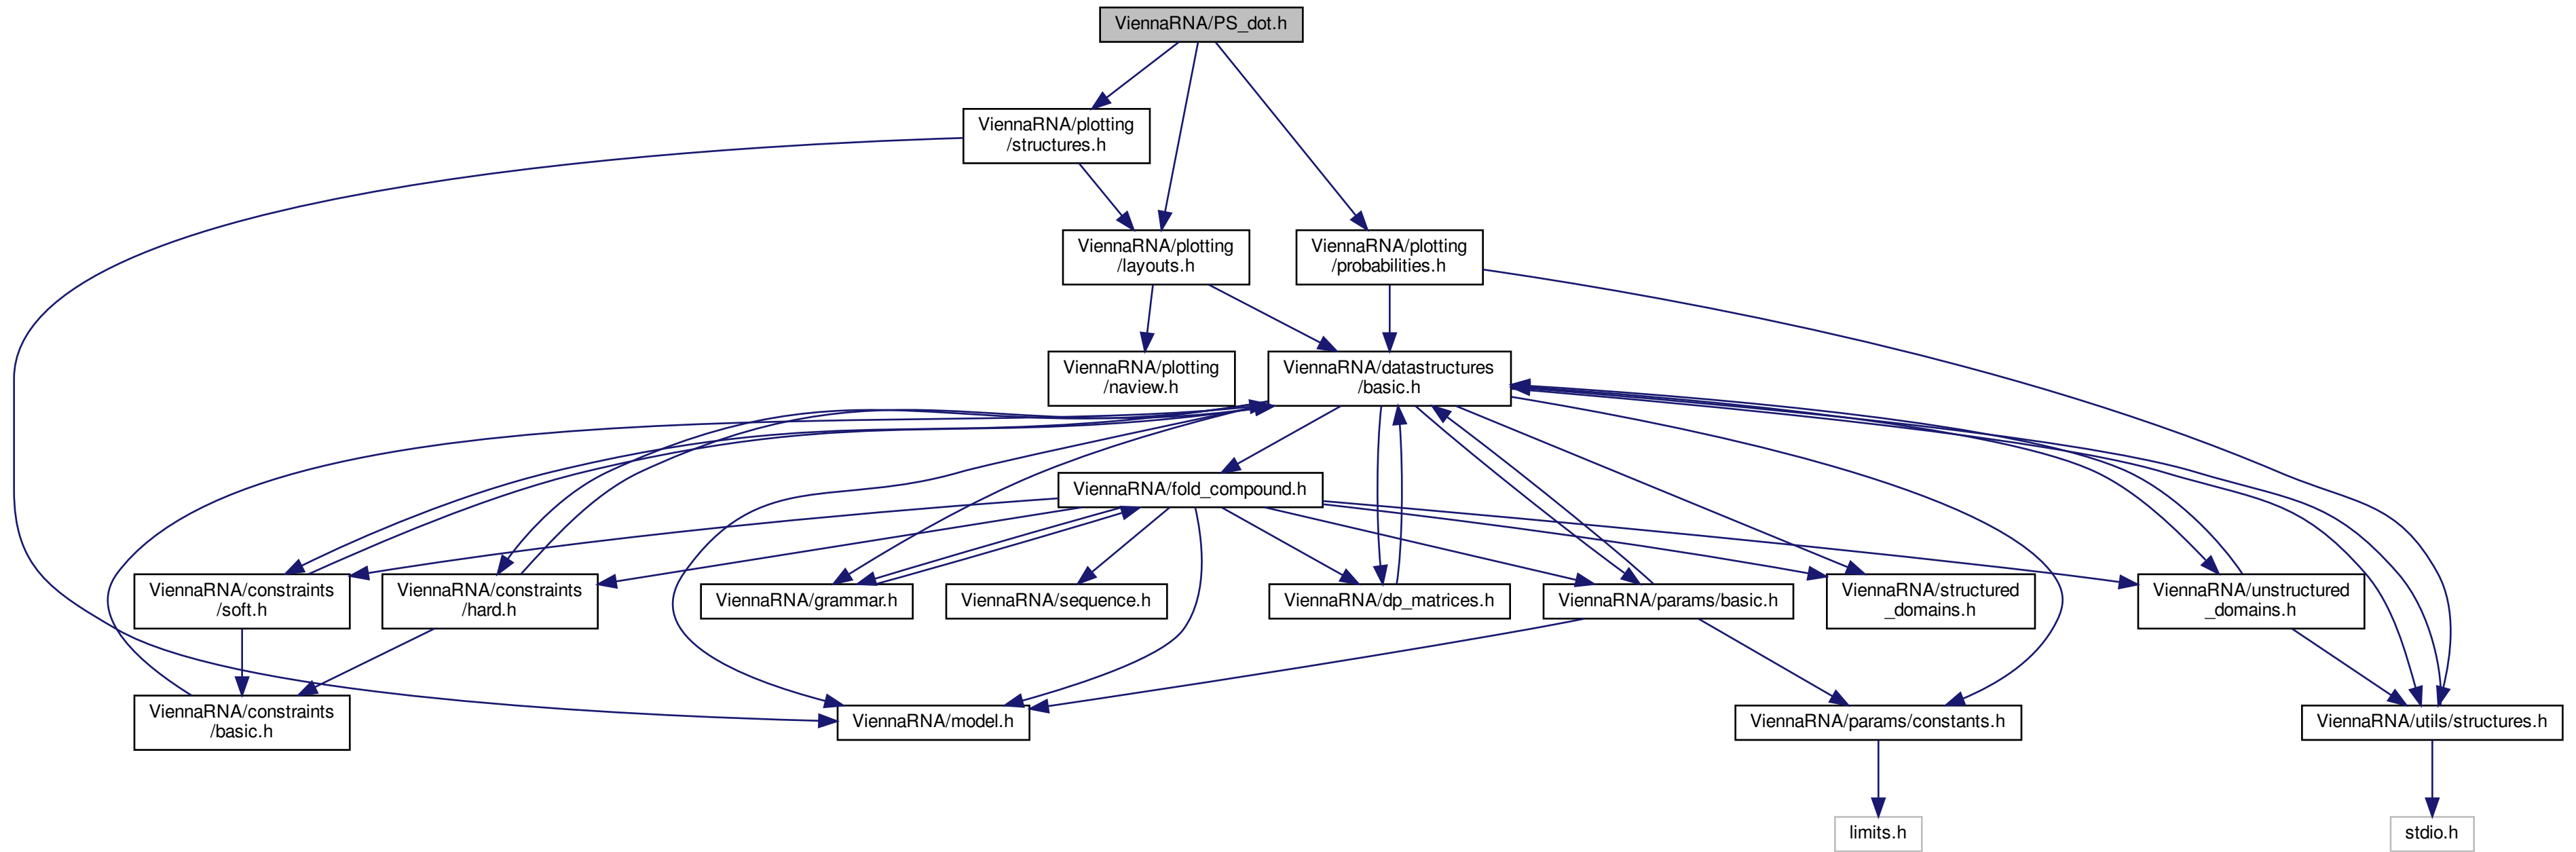 ViennaRNA/PS_dot.h
ViennaRNA/plotting
/structures.h
ViennaRNA/plotting
/layouts.h
ViennaRNA/plotting
/probabilities.h
ViennaRNA/plotting
/naview.h
ViennaRNA/datastructures
/basic.h
ViennaRNA/fold_compound.h
ViennaRNA/constraints
/soft.h
ViennaRNA/constraints
/hard.h
ViennaRNA/grammar.h
ViennaRNA/sequence.h
ViennaRNA/dp_matrices.h
ViennaRNA/params/basic.h
ViennaRNA/structured
_domains.h
ViennaRNA/unstructured
_domains.h
ViennaRNA/constraints
/basic.h
ViennaRNA/model.h
ViennaRNA/params/constants.h
ViennaRNA/utils/structures.h
limits.h
stdio.h